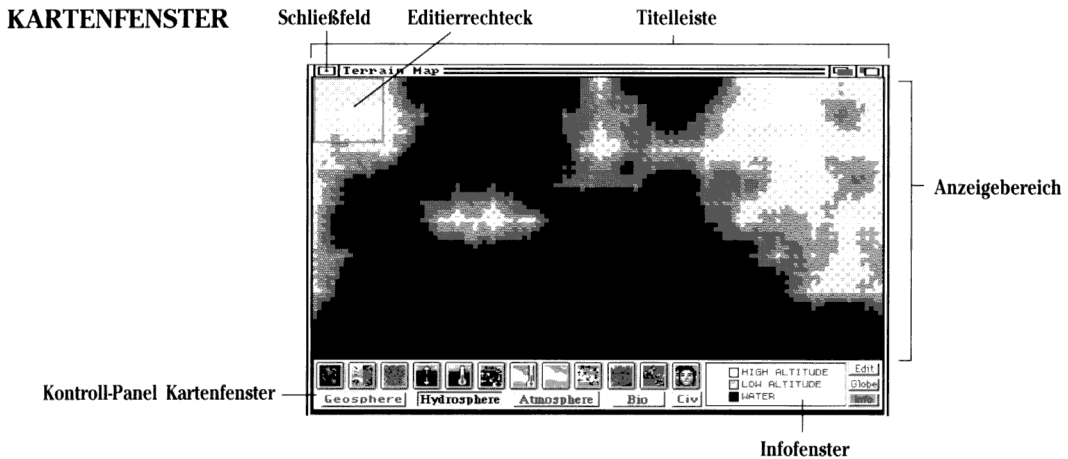 KARTENFENSTER
Schließfeld
Editierrechteck
Titelleiste
Terrain Map
Anzeigebereich
HIGH ALTITUDE
LOW ALTITUDE
WATER
Edit
Globe
Info
Kontroll-Panel Kartenfenster
Geosphere
Hydrosphere
Atmosphere
Bio
Civ
Infofenster